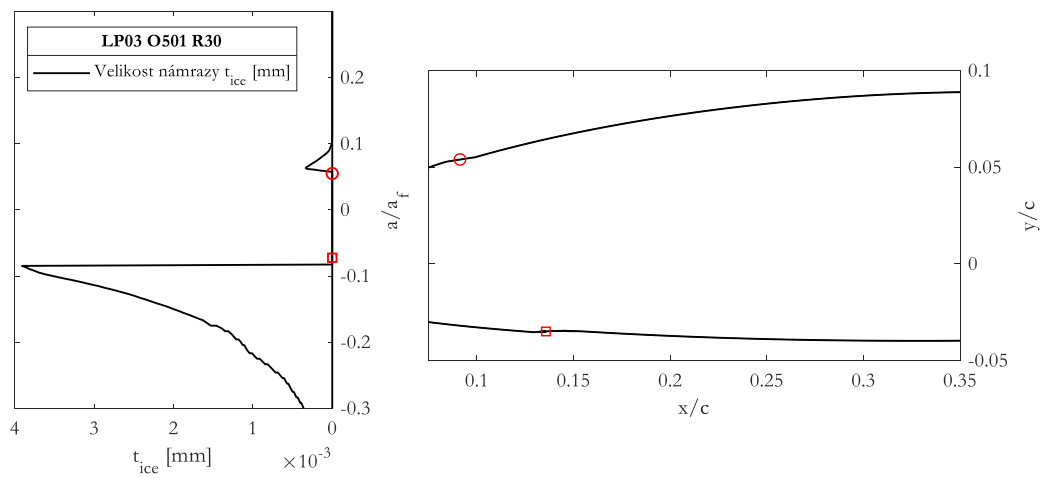 LP03 O501 R30
Velikost námrazy t_ice [mm]
0.2
0.1
0
-0.1
-0.2
-0.3
a/a_f
4 3 2 1 0
t_ice [mm]
×10^-3
0.1
0.05
0
-0.05
y/c
0.1 0.15 0.2 0.25 0.3 0.35
x/c